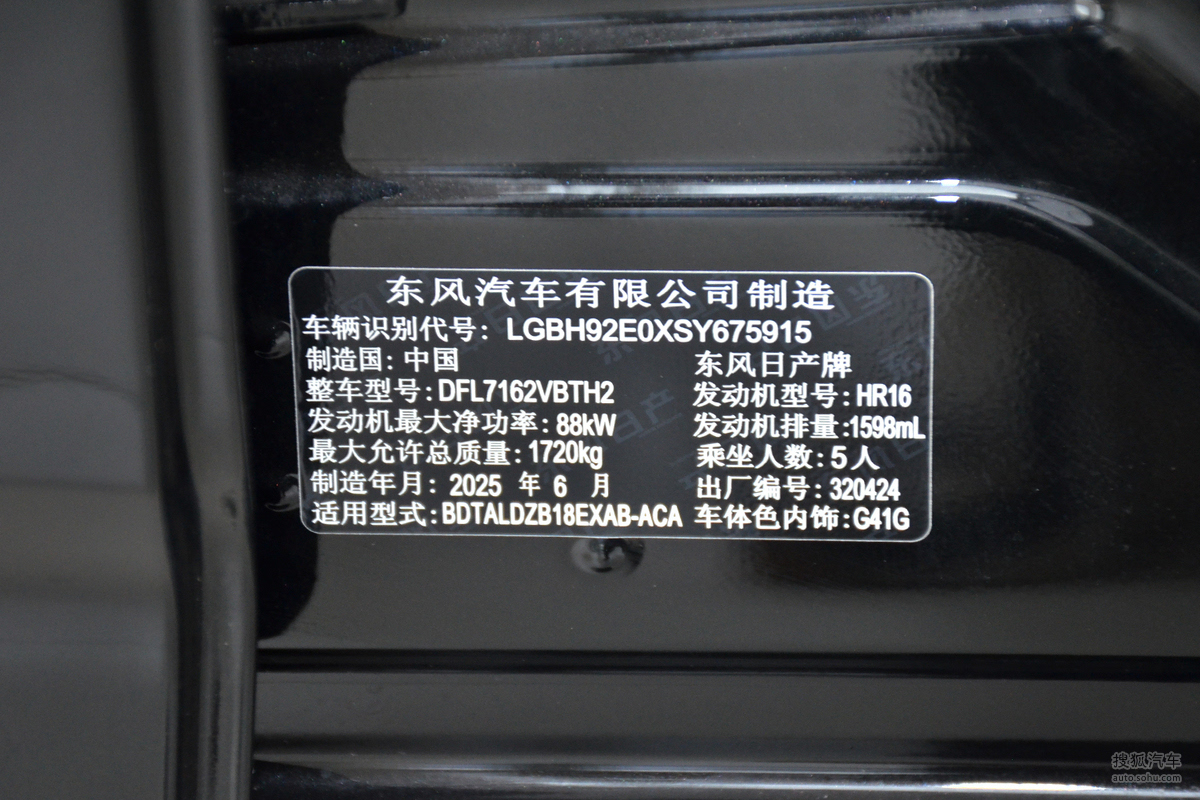 东风汽车有限公司制造
车辆识别代号：LGBH92E0XSY675915
制造国：中国 东风日产牌
整车型号：DFL7162VBTH2 发动机型号：HR16
发动机最大净功率：88kW 发动机排量：1598mL
最大允许总质量：1720kg 乘坐人数：5人
制造年月：2025 年 6 月 出厂编号：320424
适用型式：BDTALDZB18EXAB-ACA 车体色内饰：G41G
搜狐汽车
auto.sohu.com